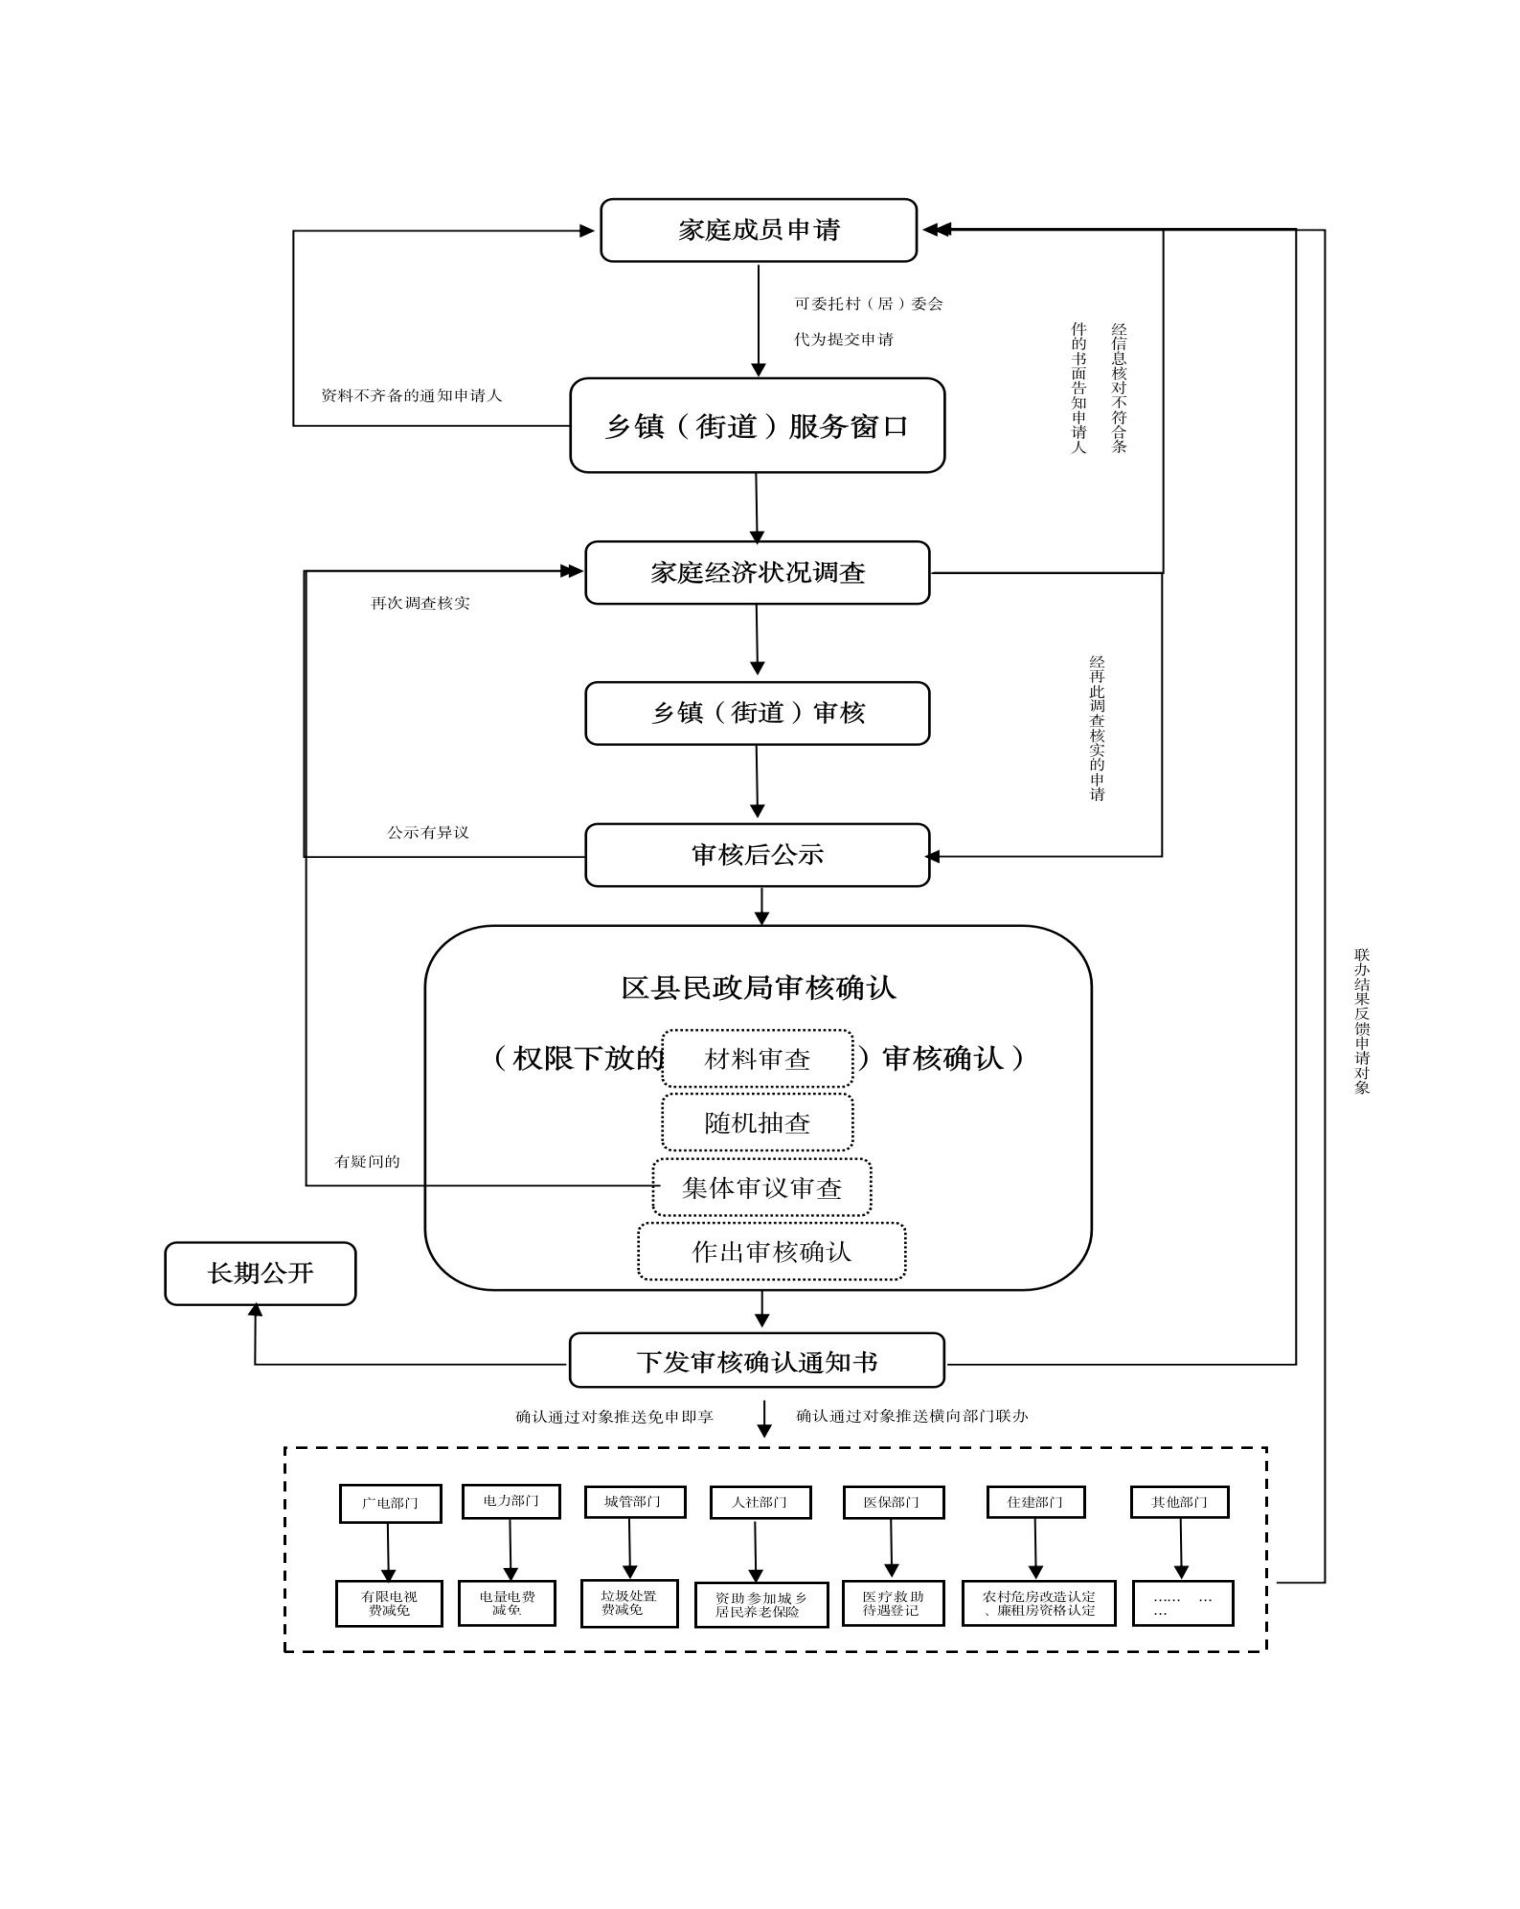 家庭成员申请
可委托村（居）委会
代为提交申请
经信息核对不符合条
件的书面告知申请人
资料不齐备的通知申请人
乡镇（街道）服务窗口
家庭经济状况调查
再次调查核实
经再此调查核实的申请
乡镇（街道）审核
公示有异议
审核后公示
联办结果反馈申请对象
区县民政局审核确认
（权限下放的
材料审查
）审核确认）
随机抽查
有疑问的
集体审议审查
作出审核确认
长期公开
下发审核确认通知书
确认通过对象推送免申即享
确认通过对象推送横向部门联办
广电部门
电力部门
城管部门
人社部门
医保部门
住建部门
其他部门
有限电视
费减免
电量电费
减免
垃圾处置
费减免
资助参加城乡
居民养老保险
医疗救助
待遇登记
农村危房改造认定
、廉租房资格认定
…… …
…